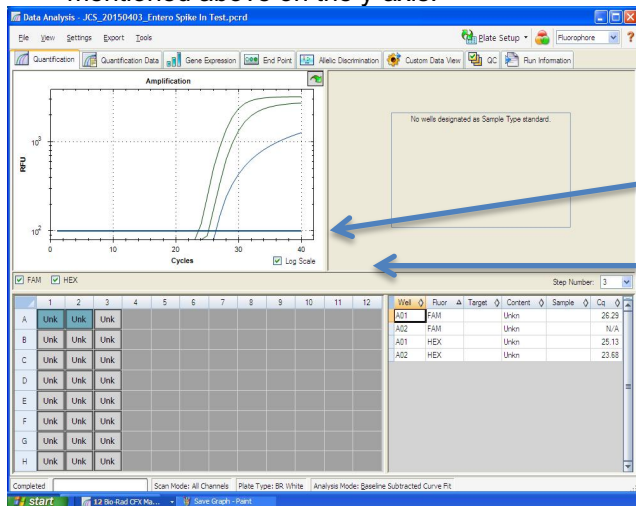 mentioned above on the y-axis.
Data Analysis - JCS_20150403_Entero Spike In Test.pcrd
File View Settings Export Tools Plate Setup Fluorophore ?
Quantification Quantification Data Gene Expression End Point Allelic Discrimination Custom Data View QC Run Information
Amplification
No wells designated as Sample Type standard.
10³
RFU
10²
0 10 20 30 40
Cycles
Log Scale
FAM HEX Step Number: 3
1 2 3 4 5 6 7 8 9 10 11 12
A Unk Unk Unk
B Unk Unk Unk
C Unk Unk Unk
D Unk Unk Unk
E Unk Unk Unk
F Unk Unk Unk
G Unk Unk Unk
H Unk Unk Unk
Well Fluor Target Content Sample Cq
A01 FAM Unkn 26.29
A02 FAM Unkn N/A
A01 HEX Unkn 25.13
A02 HEX Unkn 23.68
Completed Scan Mode: All Channels Plate Type: BR White Analysis Mode: Baseline Subtracted Curve Fit
start 12 Bio-Rad CFX Ma... Save Graph - Paint